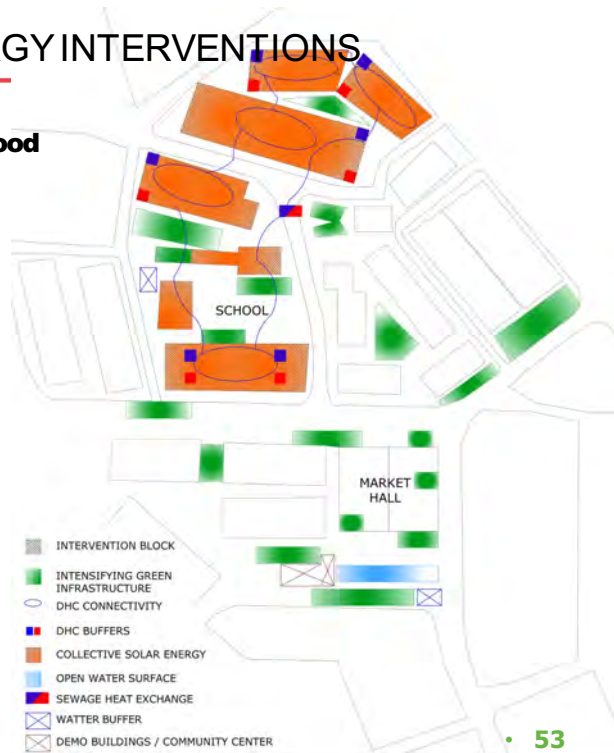 GY INTERVENTIONS
ood
SCHOOL
MARKET
HALL
INTERVENTION BLOCK
INTENSIFYING GREEN
INFRASTRUCTURE
DHC CONNECTIVITY
DHC BUFFERS
COLLECTIVE SOLAR ENERGY
OPEN WATER SURFACE
SEWAGE HEAT EXCHANGE
WATTER BUFFER
DEMO BUILDINGS / COMMUNITY CENTER
• 53